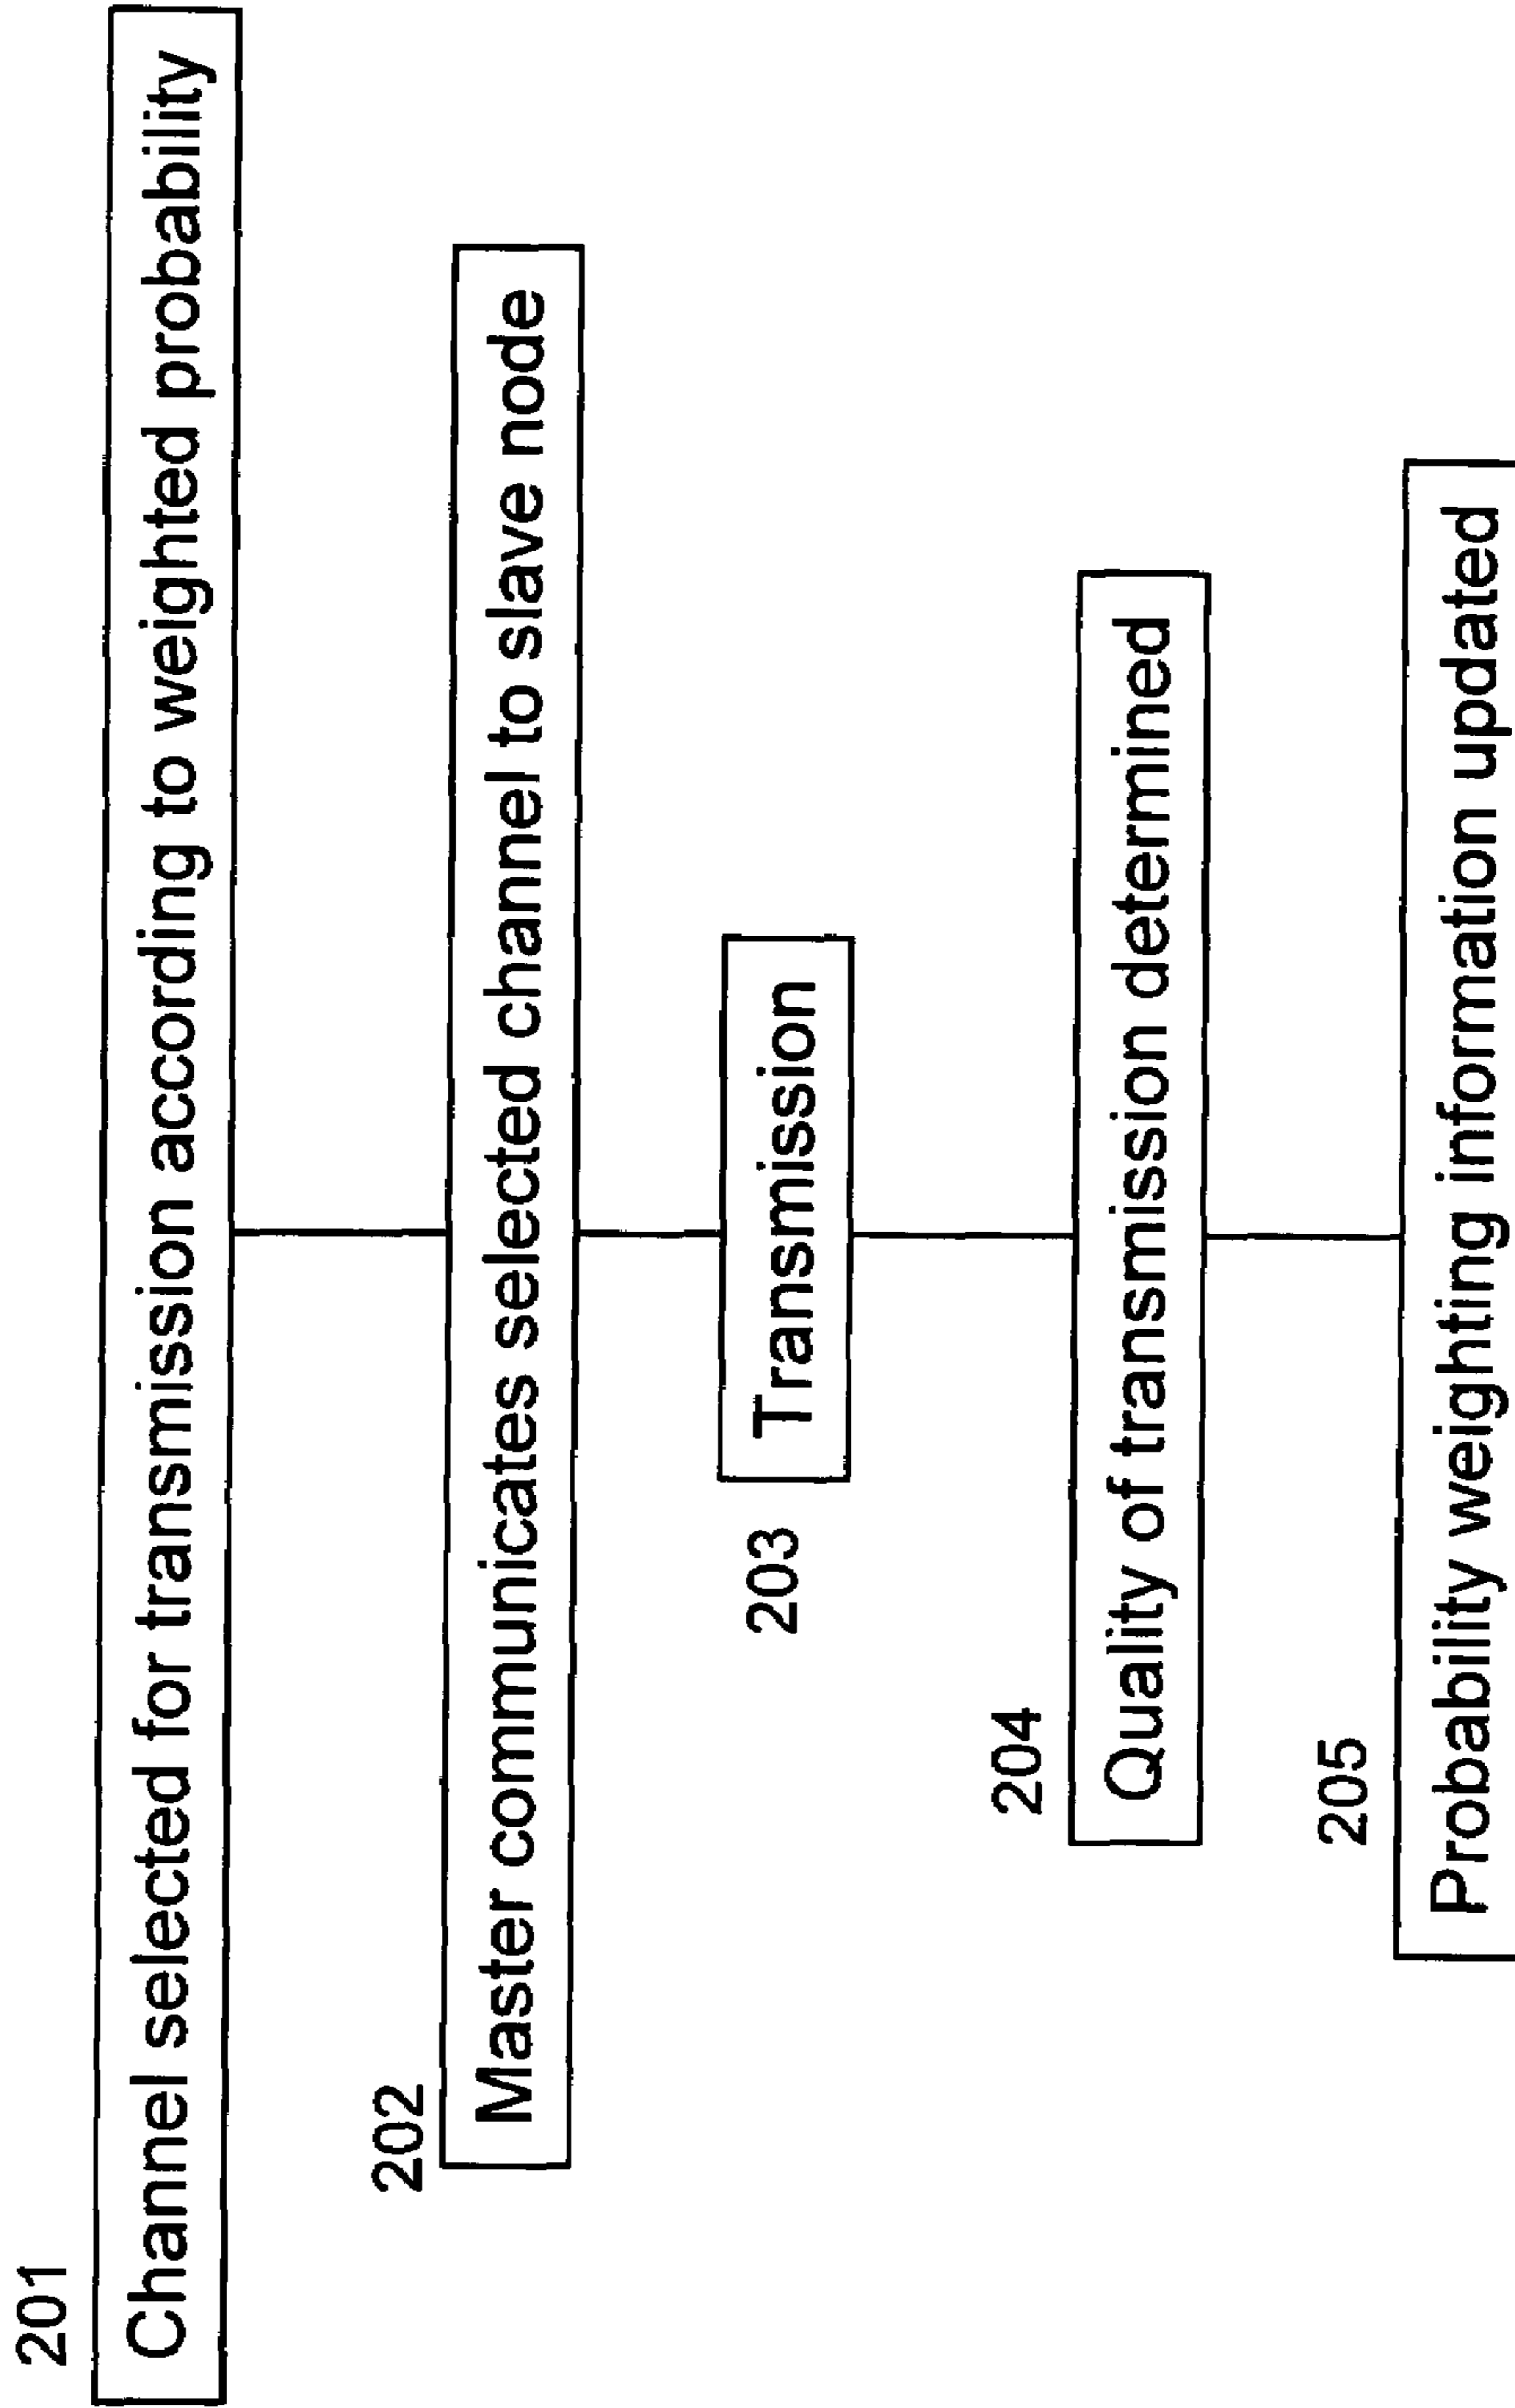 201
Channel selected for transmission according to weighted probability
202
Master communicates selected channel to slave node
203
Transmission
204
Quality of transmission determined
205
Probability weighting information updated